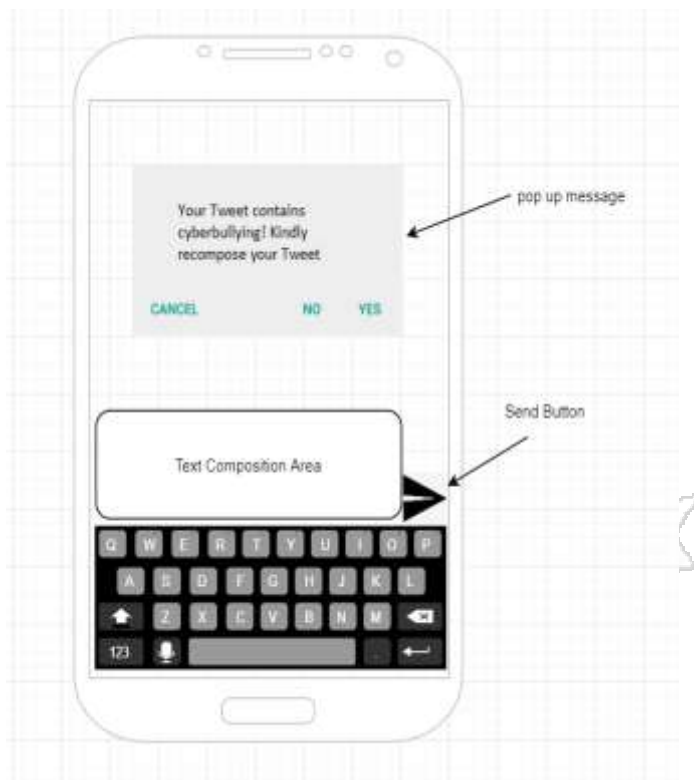 Your Tweet contains
cyberbullying! Kindly
recompose your Tweet
CANCEL NO YES
pop up message
Send Button
Text Composition Area
Q W E R T Y U I O P
A S D F G H J K L
Z X C V B N M
123 .